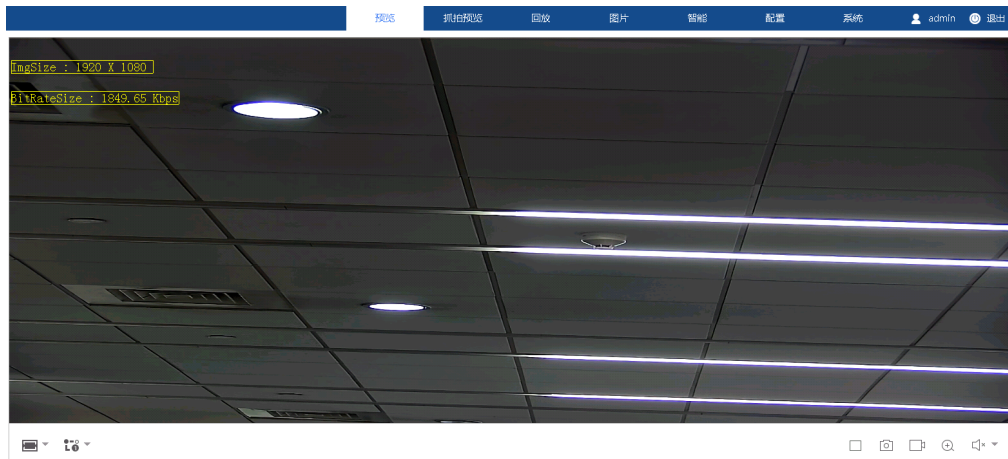 预览 抓拍预览 回放 图片 智能 配置 系统 admin 退出
ImgSize : 1920 X 1080
BitRateSize : 1849.65 Kbps